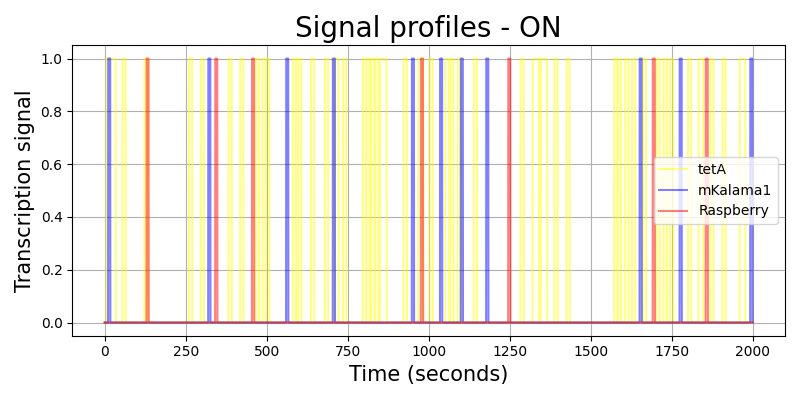 Signal profiles - ON
Transcription signal
1.0
0.8
0.6
0.4
0.2
0.0
tetA
mKalama1
Raspberry
0 250 500 750 1000 1250 1500 1750 2000
Time (seconds)